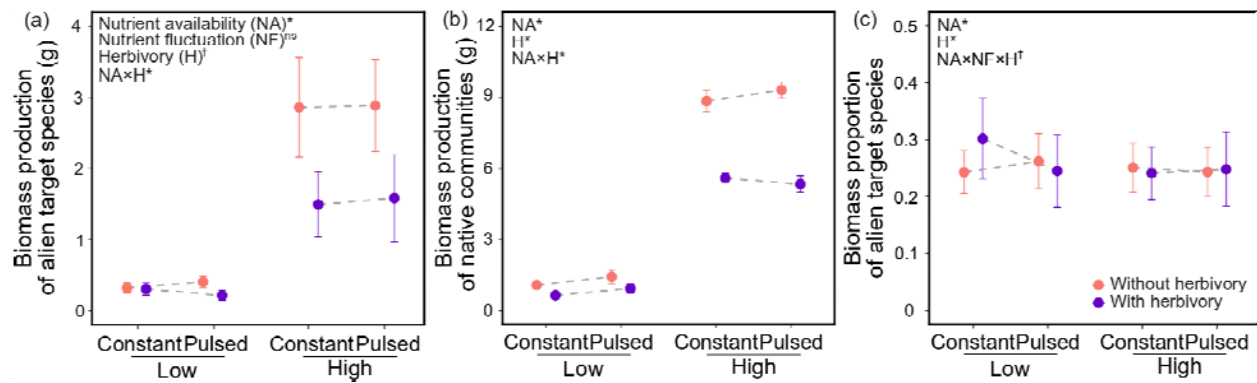 (a)
Nutrient availability (NA)*
Nutrient fluctuation (NF)ns
Herbivory (H)†
NA×H*
Biomass production
of alien target species (g)
4
3
2
1
0
Constant Pulsed
Constant Pulsed
Low
High
(b)
NA*
H*
NA×H*
Biomass production
of native communities (g)
12
9
6
3
0
Constant Pulsed
Constant Pulsed
Low
High
(c)
NA*
H*
NA×NF×H†
Biomass proportion
of alien target species
0.5
0.4
0.3
0.2
0.1
0
Without herbivory
With herbivory
Constant Pulsed
Constant Pulsed
Low
High